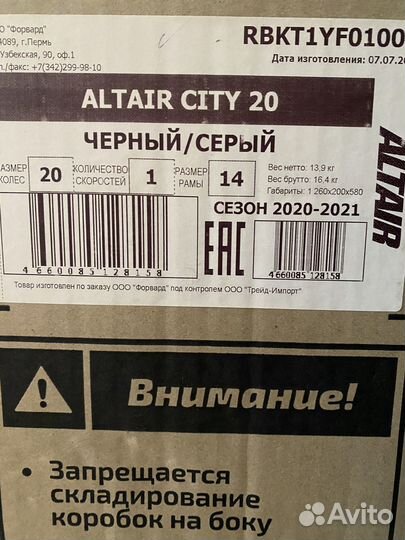 О "Форвард"
4089, г.Пермь
Узбекская, 90, оф.1
л./факс: +7(342)299-98-10
RBKT1YF0100
Дата изготовления: 07.07.20
ALTAIR CITY 20
ЧЕРНЫЙ/СЕРЫЙ
РАЗМЕР КОЛЕС 20 КОЛИЧЕСТВО СКОРОСТЕЙ 1 РАЗМЕР РАМЫ 14
Вес нетто: 13,9 кг
Вес брутто: 16,4 кг
Габариты: 1 260x200x580
СЕЗОН 2020-2021
ALTAIR
EAC
4 660085 128158
4 660085 128158
Товар изготовлен по заказу ООО "Форвард" под контролем ООО "Трейд-Импорт"
Внимание!
• Запрещается
складирование
коробок на боку
Avito